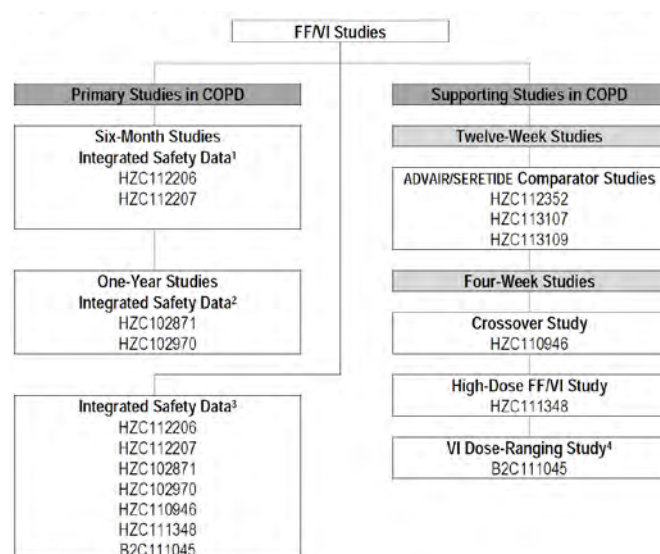 FF/VI Studies
Primary Studies in COPD
Six-Month Studies
Integrated Safety Data¹
HZC112206
HZC112207
One-Year Studies
Integrated Safety Data²
HZC102871
HZC102970
Integrated Safety Data³
HZC112206
HZC112207
HZC102871
HZC102970
HZC110946
HZC111348
B2C111045
Supporting Studies in COPD
Twelve-Week Studies
ADVAIR/SERETIDE Comparator Studies
HZC112352
HZC113107
HZC113109
Four-Week Studies
Crossover Study
HZC110946
High-Dose FF/VI Study
HZC111348
VI Dose-Ranging Study⁴
B2C111045